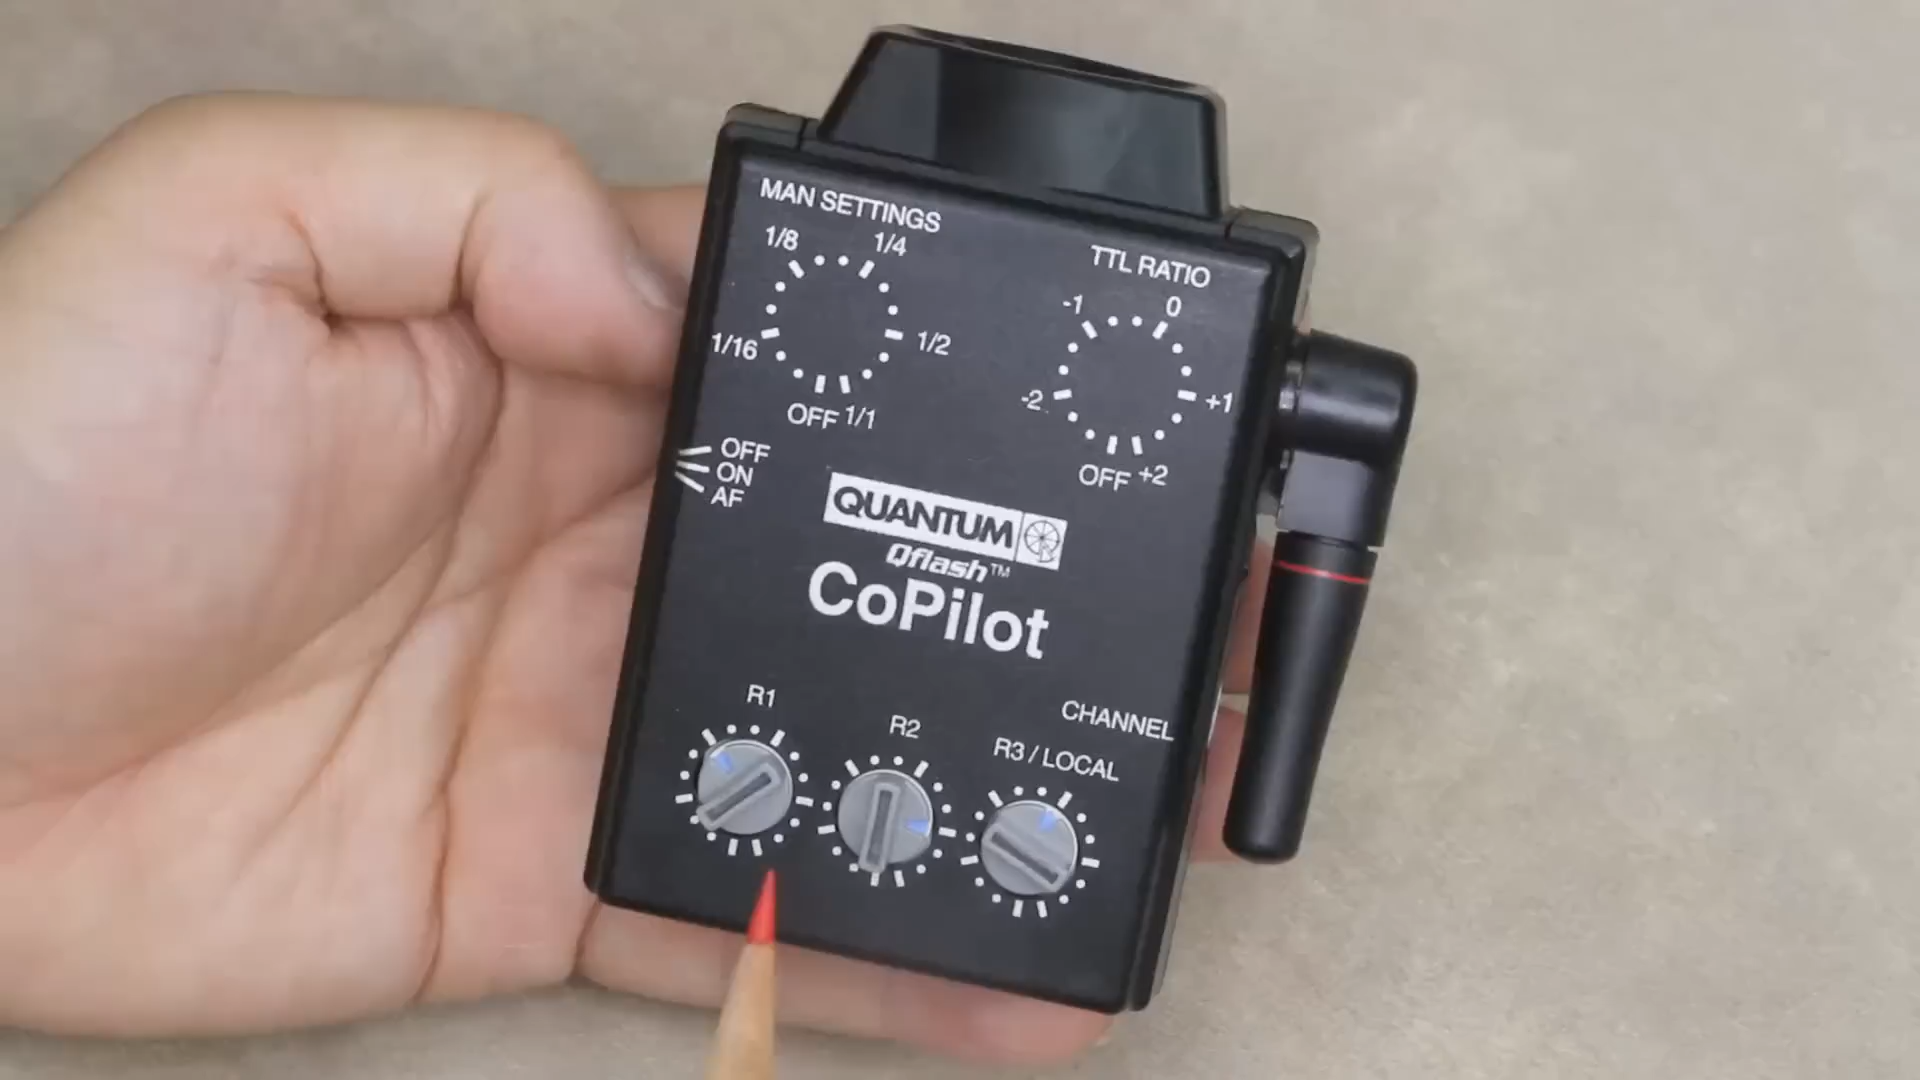 MAN SETTINGS
1/8 1/4
1/16 1/2
OFF 1/1
TTL RATIO
-1 0
-2 +1
OFF +2
OFF
ON
AF
QUANTUM
Qflash™
CoPilot
R1
R2
CHANNEL
R3 / LOCAL